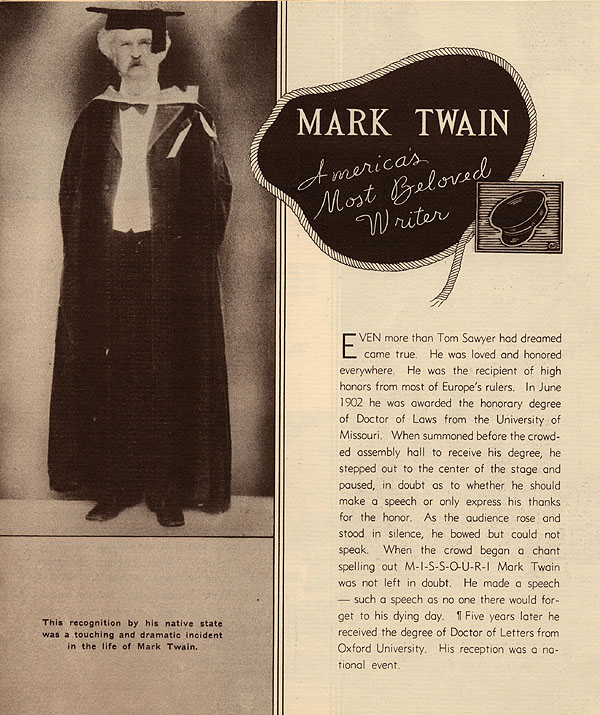 MARK TWAIN
America's
Most Beloved
Writer
EVEN more than Tom Sawyer had dreamed
came true. He was loved and honored
everywhere. He was the recipient of high
honors from most of Europe's rulers. In June
1902 he was awarded the honorary degree
of Doctor of Laws from the University of
Missouri. When summoned before the crowd-
ed assembly hall to receive his degree, he
stepped out to the center of the stage and
paused, in doubt as to whether he should
make a speech or only express his thanks
for the honor. As the audience rose and
stood in silence, he bowed but could not
speak. When the crowd began a chant
spelling out M-I-S-S-O-U-R-I Mark Twain
was not left in doubt. He made a speech
— such a speech as no one there would for-
get to his dying day. ¶ Five years later he
received the degree of Doctor of Letters from
Oxford University. His reception was a na-
tional event.
This recognition by his native state
was a touching and dramatic incident
in the life of Mark Twain.